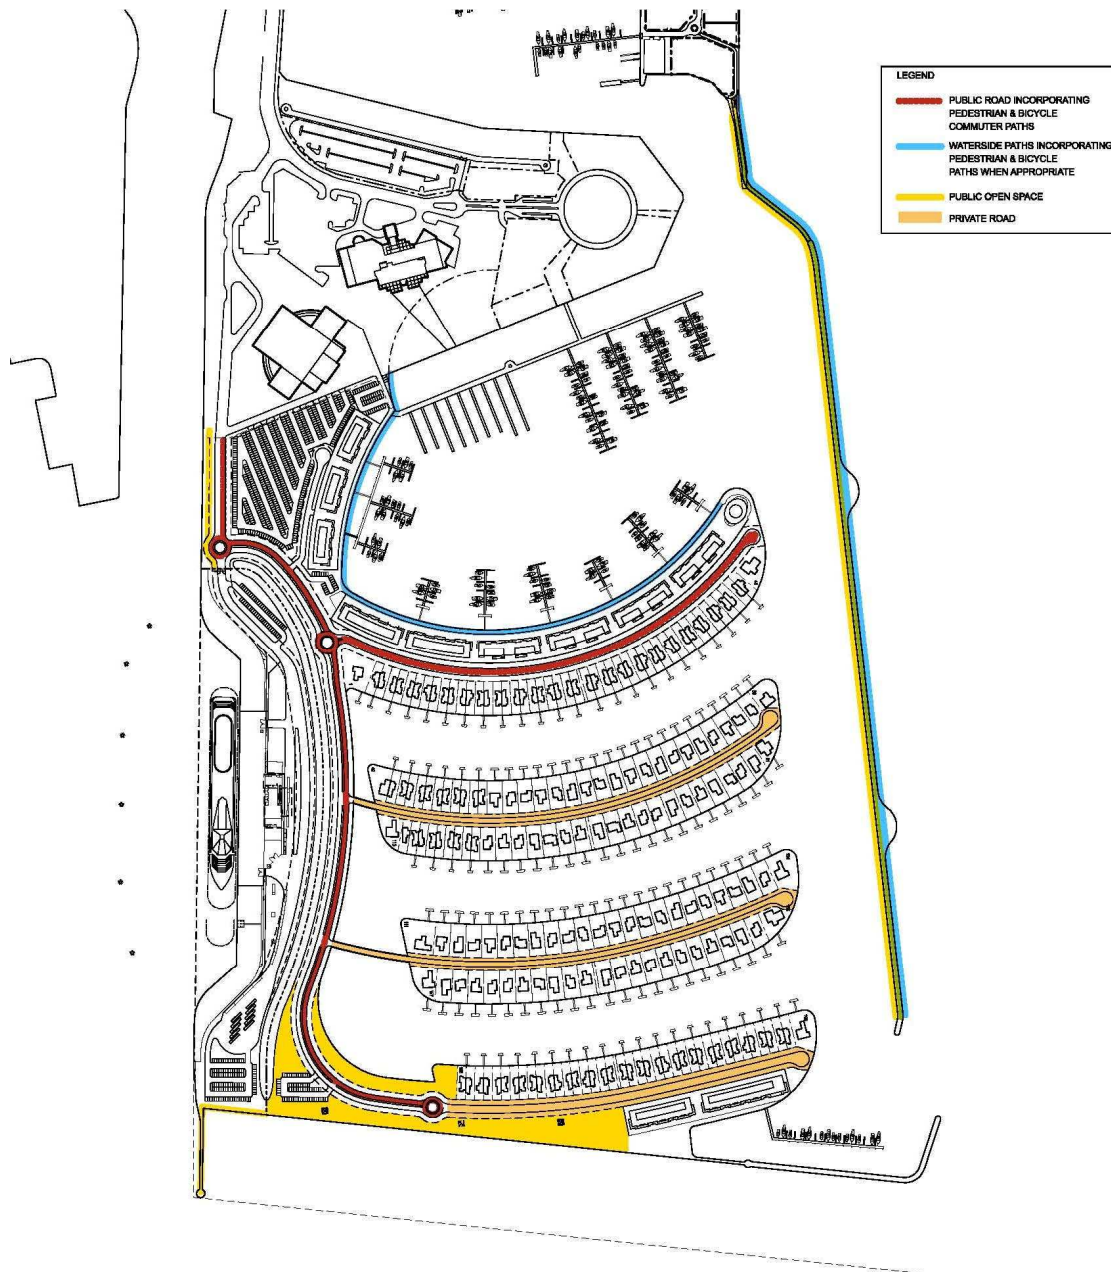 LEGEND
PUBLIC ROAD INCORPORATING
PEDESTRIAN & BICYCLE
COMMUTER PATHS
WATERSIDE PATHS INCORPORATING
PEDESTRIAN & BICYCLE
PATHS WHEN APPROPRIATE
PUBLIC OPEN SPACE
PRIVATE ROAD